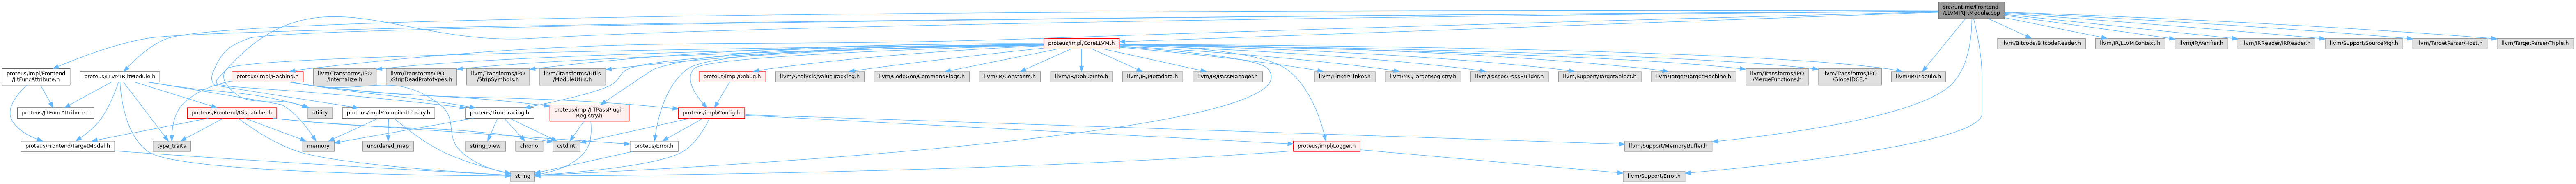 src/runtime/Frontend
/LLVMIRJitModule.cpp
proteus/impl/CoreLLVM.h
llvm/Bitcode/BitcodeReader.h
llvm/IR/LLVMContext.h
llvm/IR/Verifier.h
llvm/IRReader/IRReader.h
llvm/Support/SourceMgr.h
llvm/TargetParser/Host.h
llvm/TargetParser/Triple.h
proteus/impl/Frontend
/JitFuncAttribute.h
proteus/LLVMIRJitModule.h
proteus/impl/Hashing.h
llvm/Transforms/IPO
/Internalize.h
llvm/Transforms/IPO
/StripDeadPrototypes.h
llvm/Transforms/IPO
/StripSymbols.h
llvm/Transforms/Utils
/ModuleUtils.h
proteus/impl/Debug.h
llvm/Analysis/ValueTracking.h
llvm/CodeGen/CommandFlags.h
llvm/IR/Constants.h
llvm/IR/DebugInfo.h
llvm/IR/Metadata.h
llvm/IR/PassManager.h
llvm/Linker/Linker.h
llvm/MC/TargetRegistry.h
llvm/Passes/PassBuilder.h
llvm/Support/TargetSelect.h
llvm/Target/TargetMachine.h
llvm/Transforms/IPO
/MergeFunctions.h
llvm/Transforms/IPO
/GlobalDCE.h
llvm/IR/Module.h
proteus/JitFuncAttribute.h
proteus/Frontend/Dispatcher.h
utility
proteus/impl/CompiledLibrary.h
proteus/TimeTracing.h
proteus/impl/JITPassPlugin
Registry.h
proteus/impl/Config.h
proteus/Frontend/TargetModel.h
type_traits
memory
unordered_map
string_view
chrono
cstdint
proteus/Error.h
proteus/impl/Logger.h
llvm/Support/MemoryBuffer.h
string
llvm/Support/Error.h